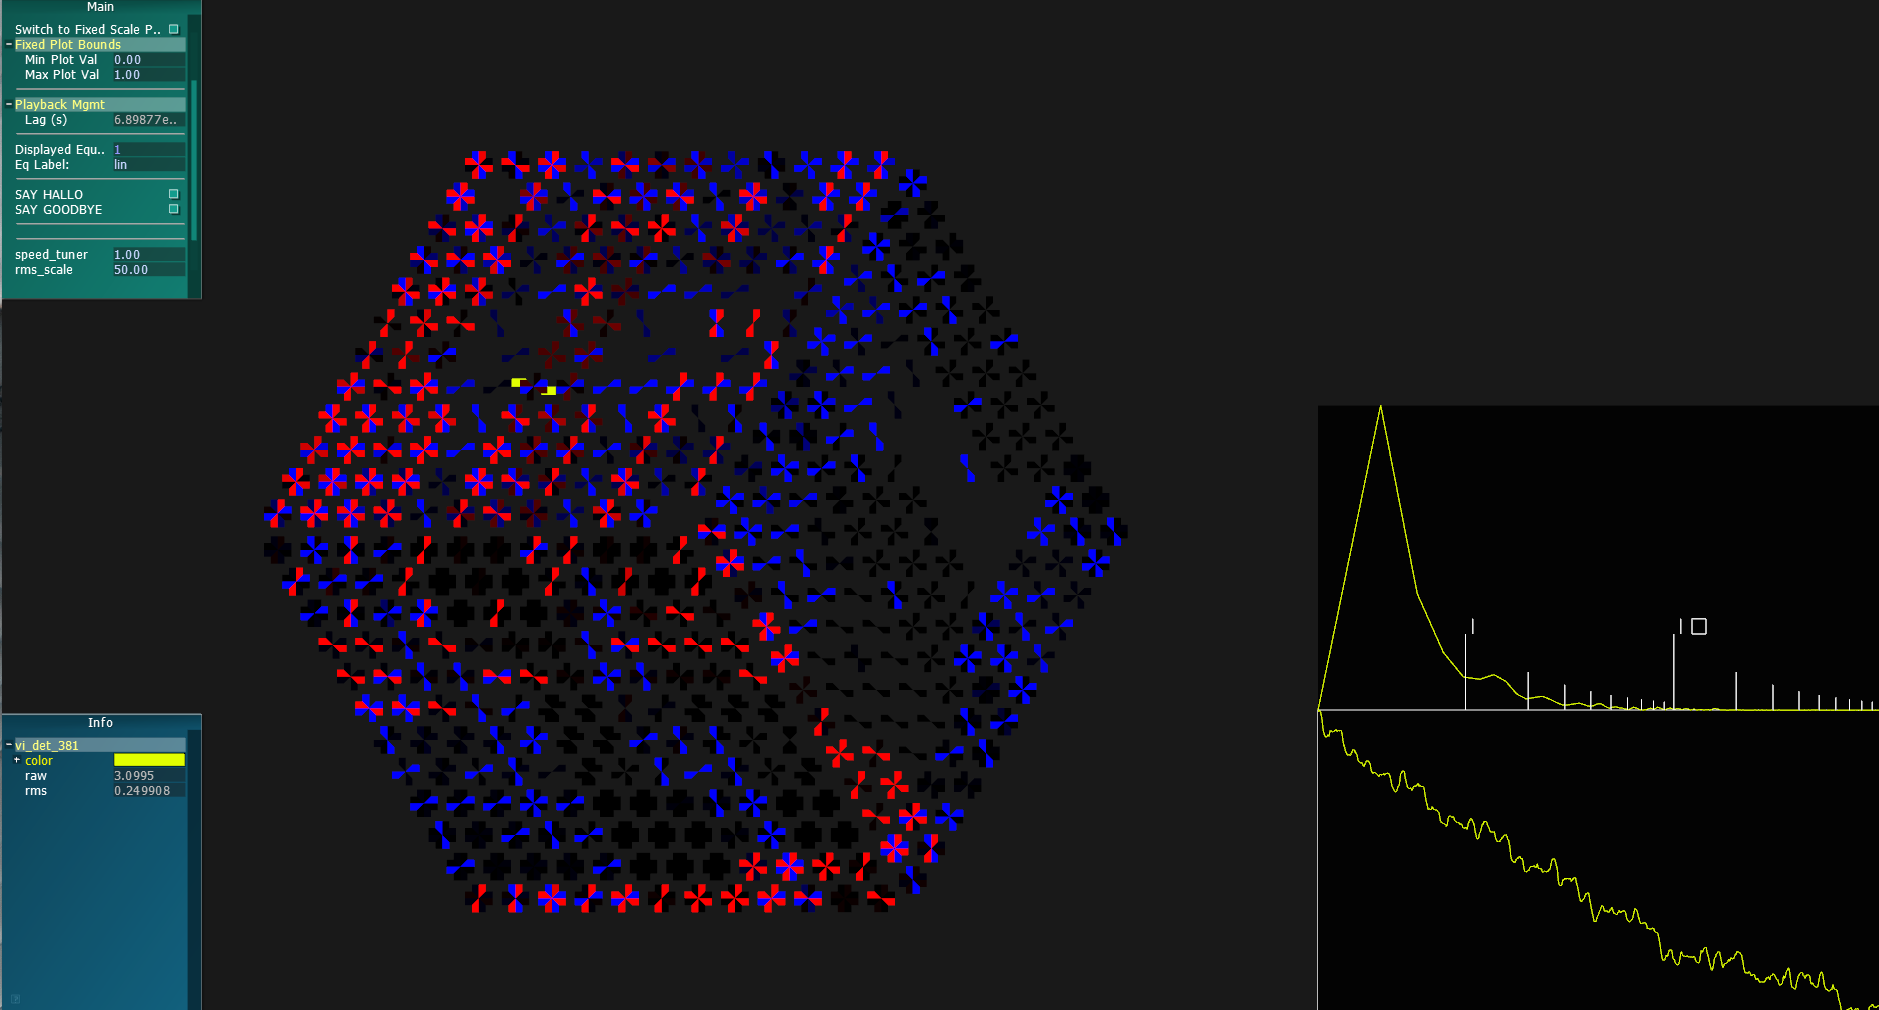 Main
Switch to Fixed Scale P..
Fixed Plot Bounds
Min Plot Val 0.00
Max Plot Val 1.00
Playback Mgmt
Lag (s) 6.89877e..
Displayed Equ.. 1
Eq Label: lin
SAY HALLO
SAY GOODBYE
speed_tuner 1.00
rms_scale 50.00
Info
vi_det_381
color
raw 3.0995
rms 0.249908